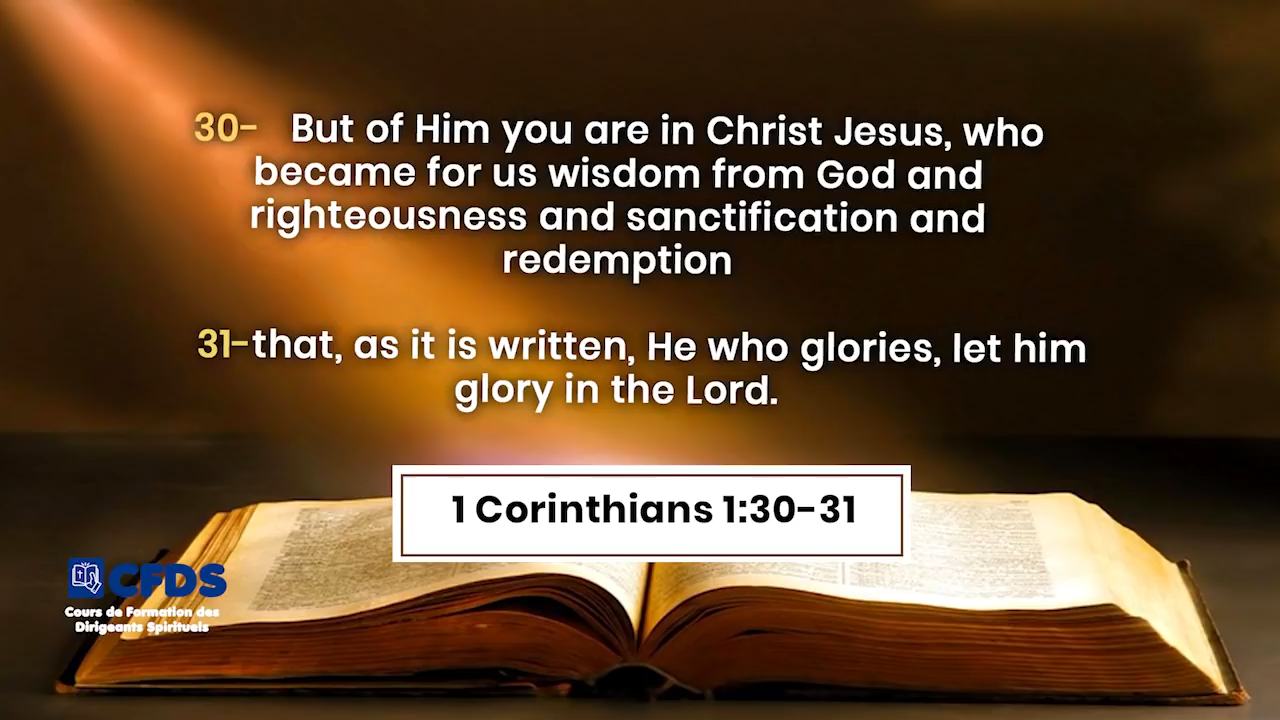 30- But of Him you are in Christ Jesus, who
became for us wisdom from God and
righteousness and sanctification and
redemption
31-that, as it is written, He who glories, let him
glory in the Lord.
1 Corinthians 1:30-31
CFDS
Cours de Formation des
Dirigeants Spirituels